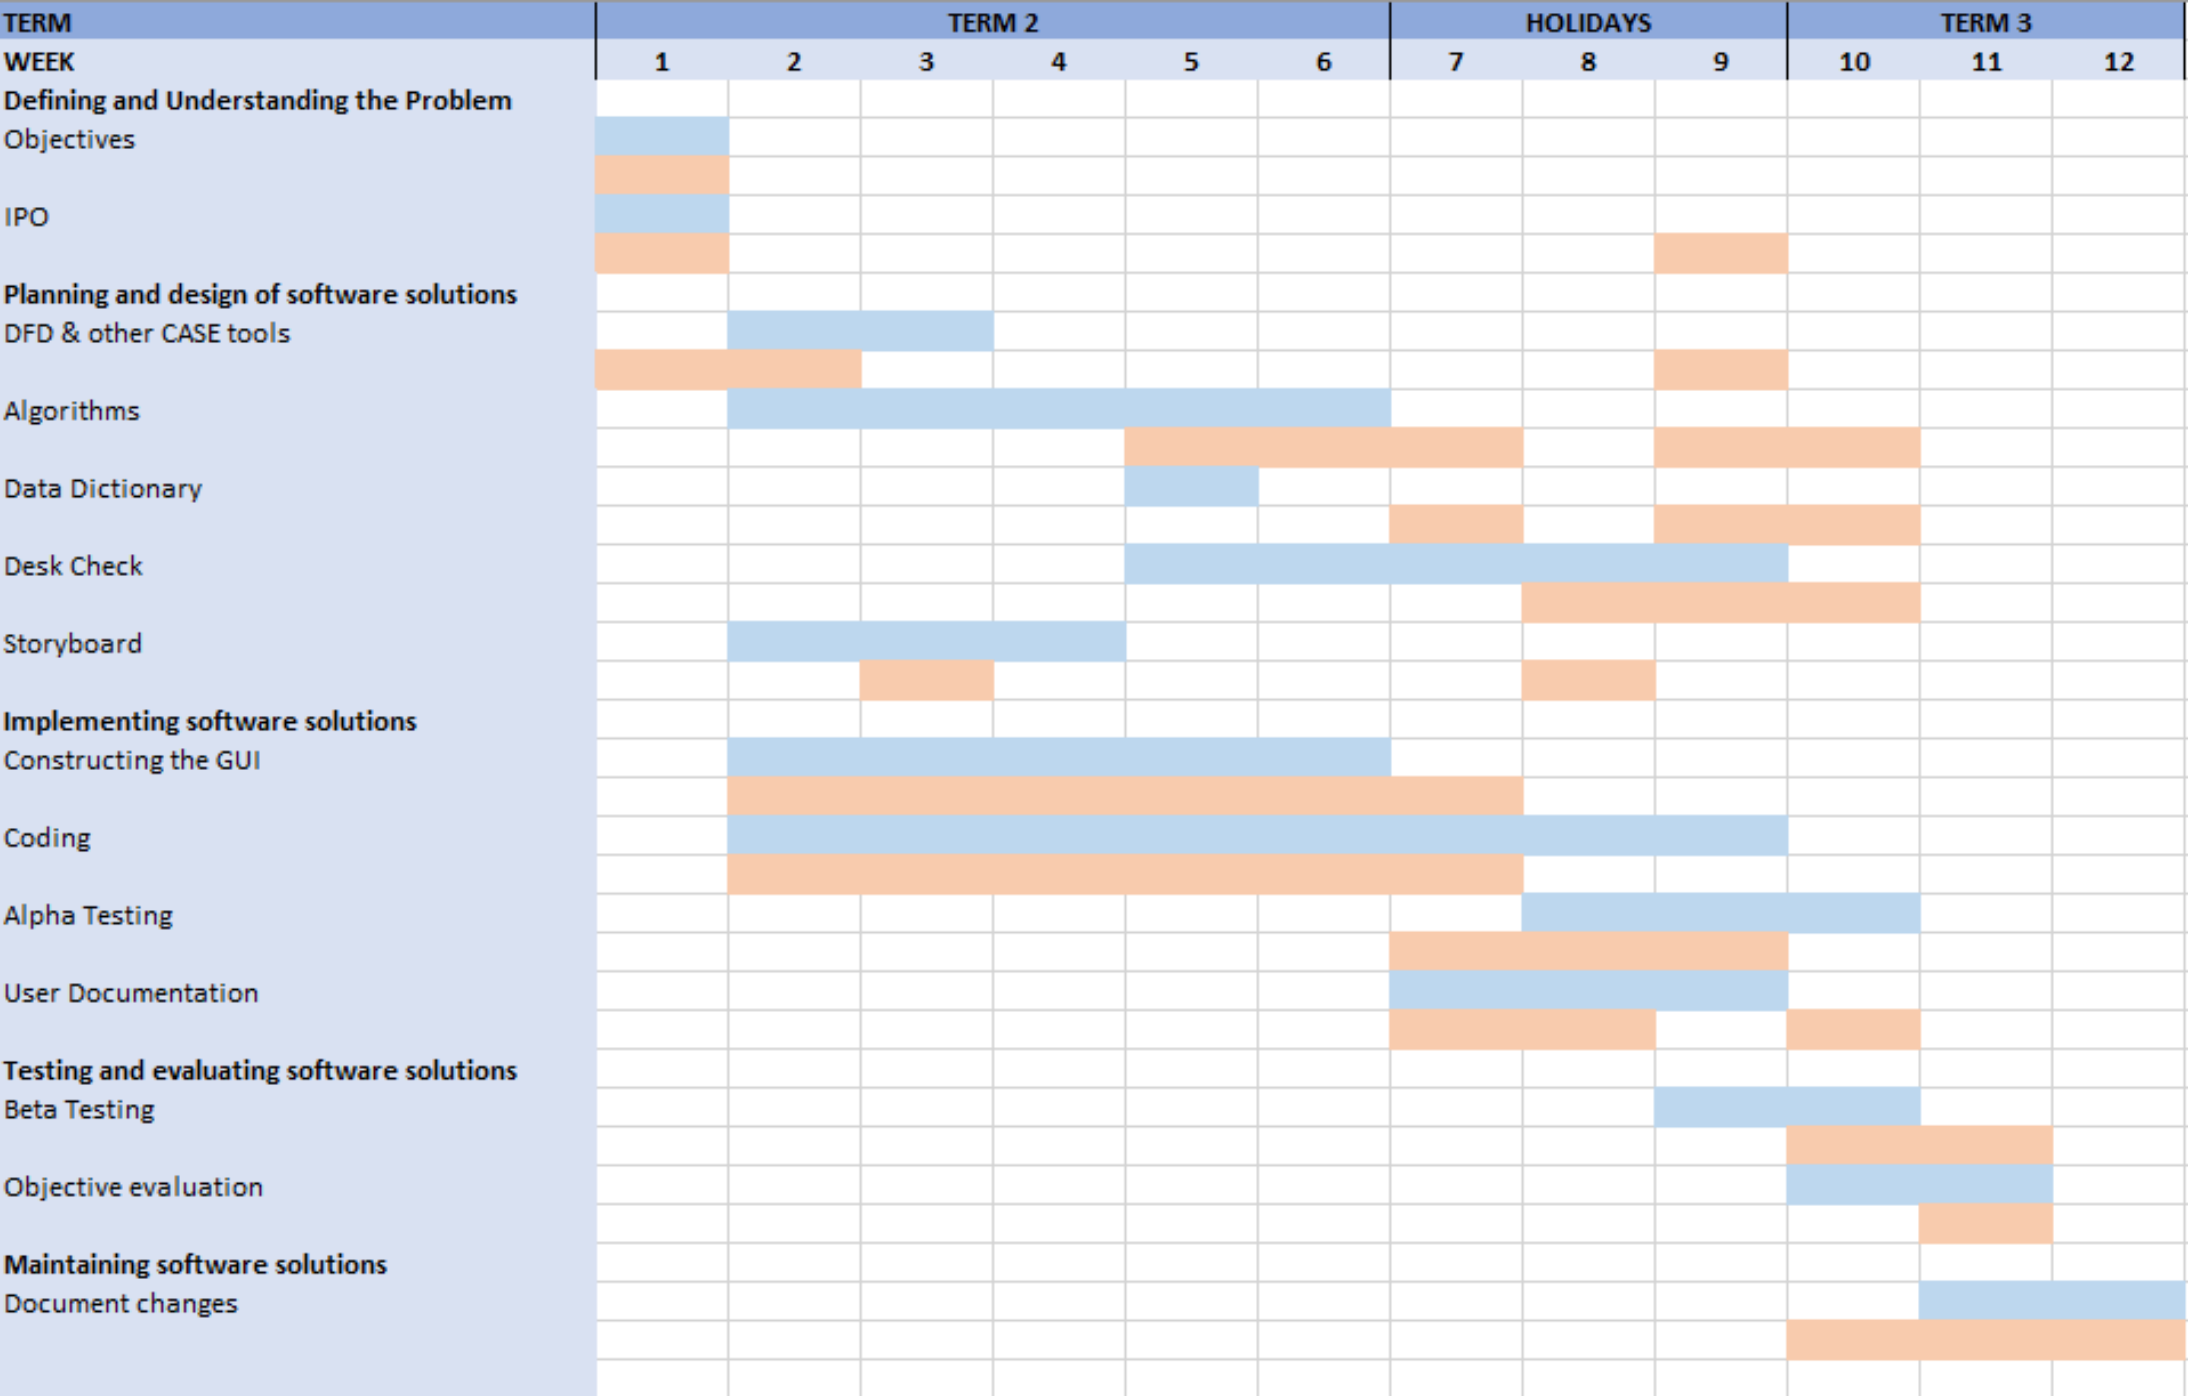 TERM TERM 2 HOLIDAYS TERM 3
WEEK 1 2 3 4 5 6 7 8 9 10 11 12
Defining and Understanding the Problem
Objectives
IPO
Planning and design of software solutions
DFD & other CASE tools
Algorithms
Data Dictionary
Desk Check
Storyboard
Implementing software solutions
Constructing the GUI
Coding
Alpha Testing
User Documentation
Testing and evaluating software solutions
Beta Testing
Objective evaluation
Maintaining software solutions
Document changes